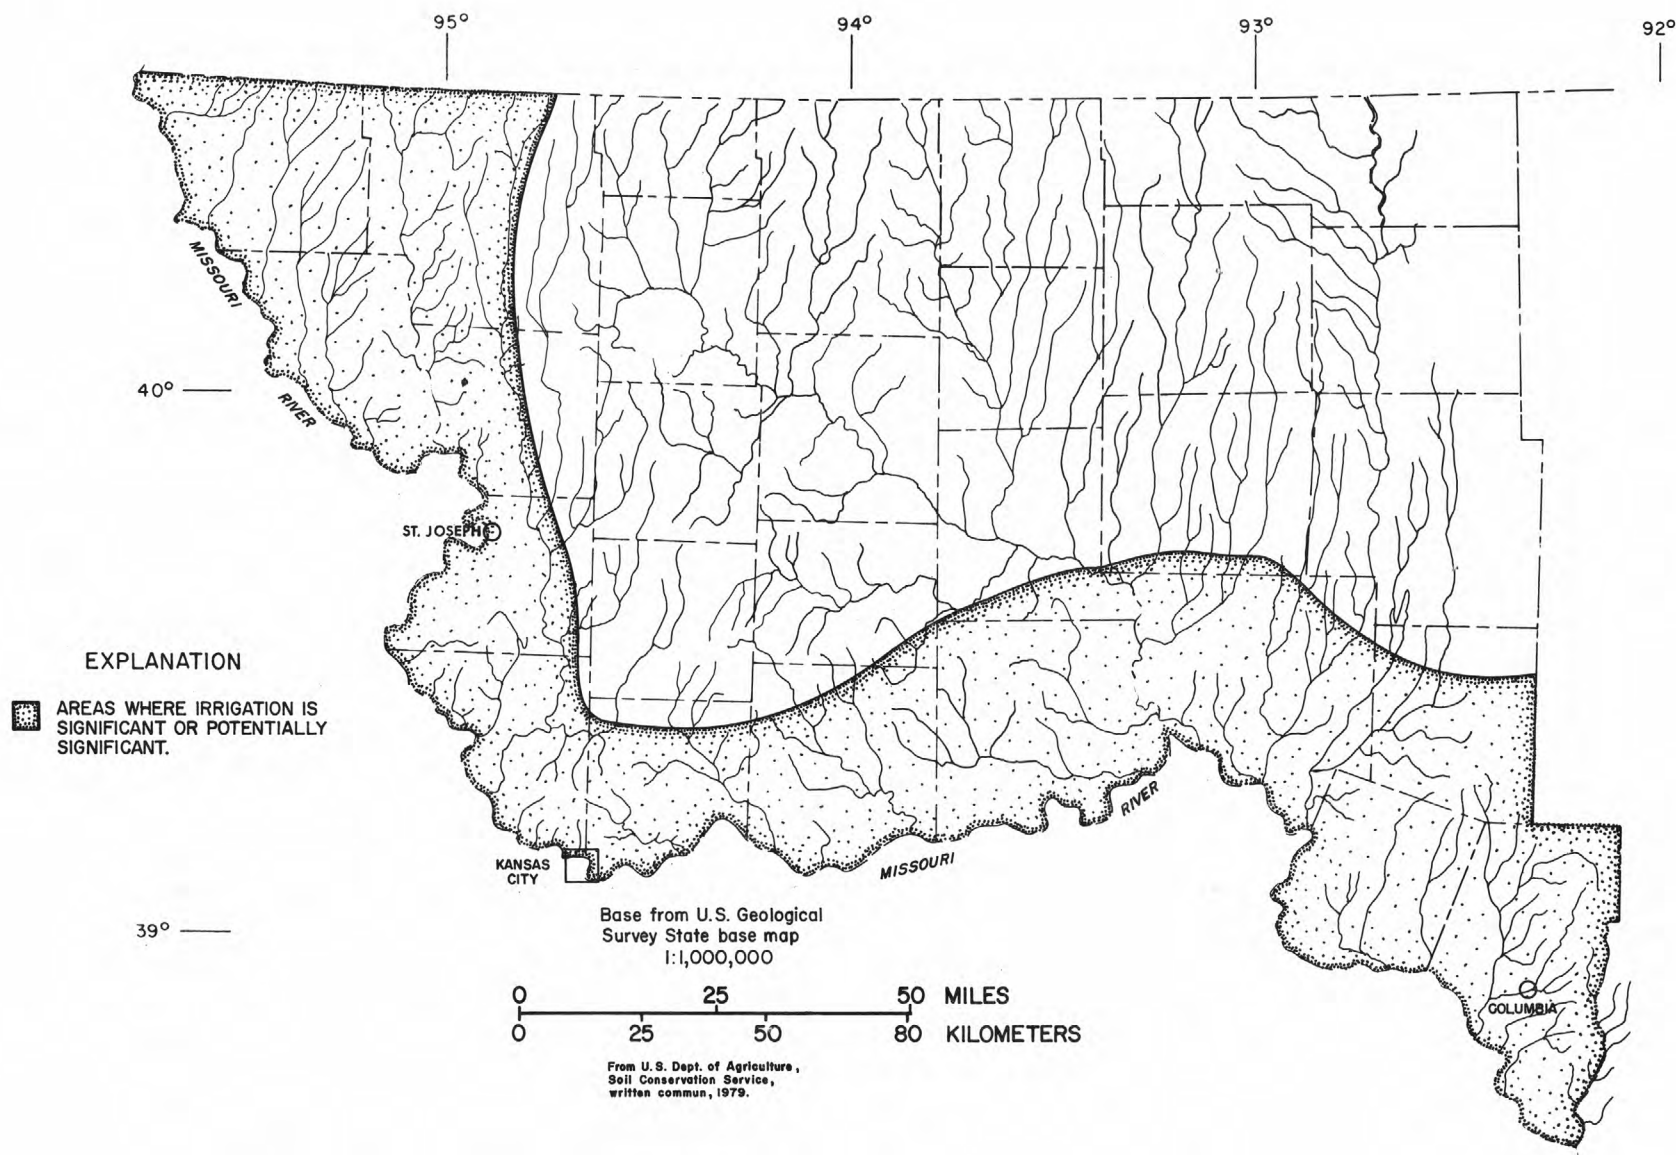 95°
94°
93°
92°
MISSOURI
40°
RIVER
ST. JOSEPH
EXPLANATION
AREAS WHERE IRRIGATION IS
SIGNIFICANT OR POTENTIALLY
SIGNIFICANT.
RIVER
KANSAS
CITY
MISSOURI
Base from U.S. Geological
Survey State base map
1:1,000,000
39°
0 25 50 MILES
0 25 50 80 KILOMETERS
COLUMBIA
From U.S. Dept. of Agriculture,
Soil Conservation Service,
written commun, 1979.